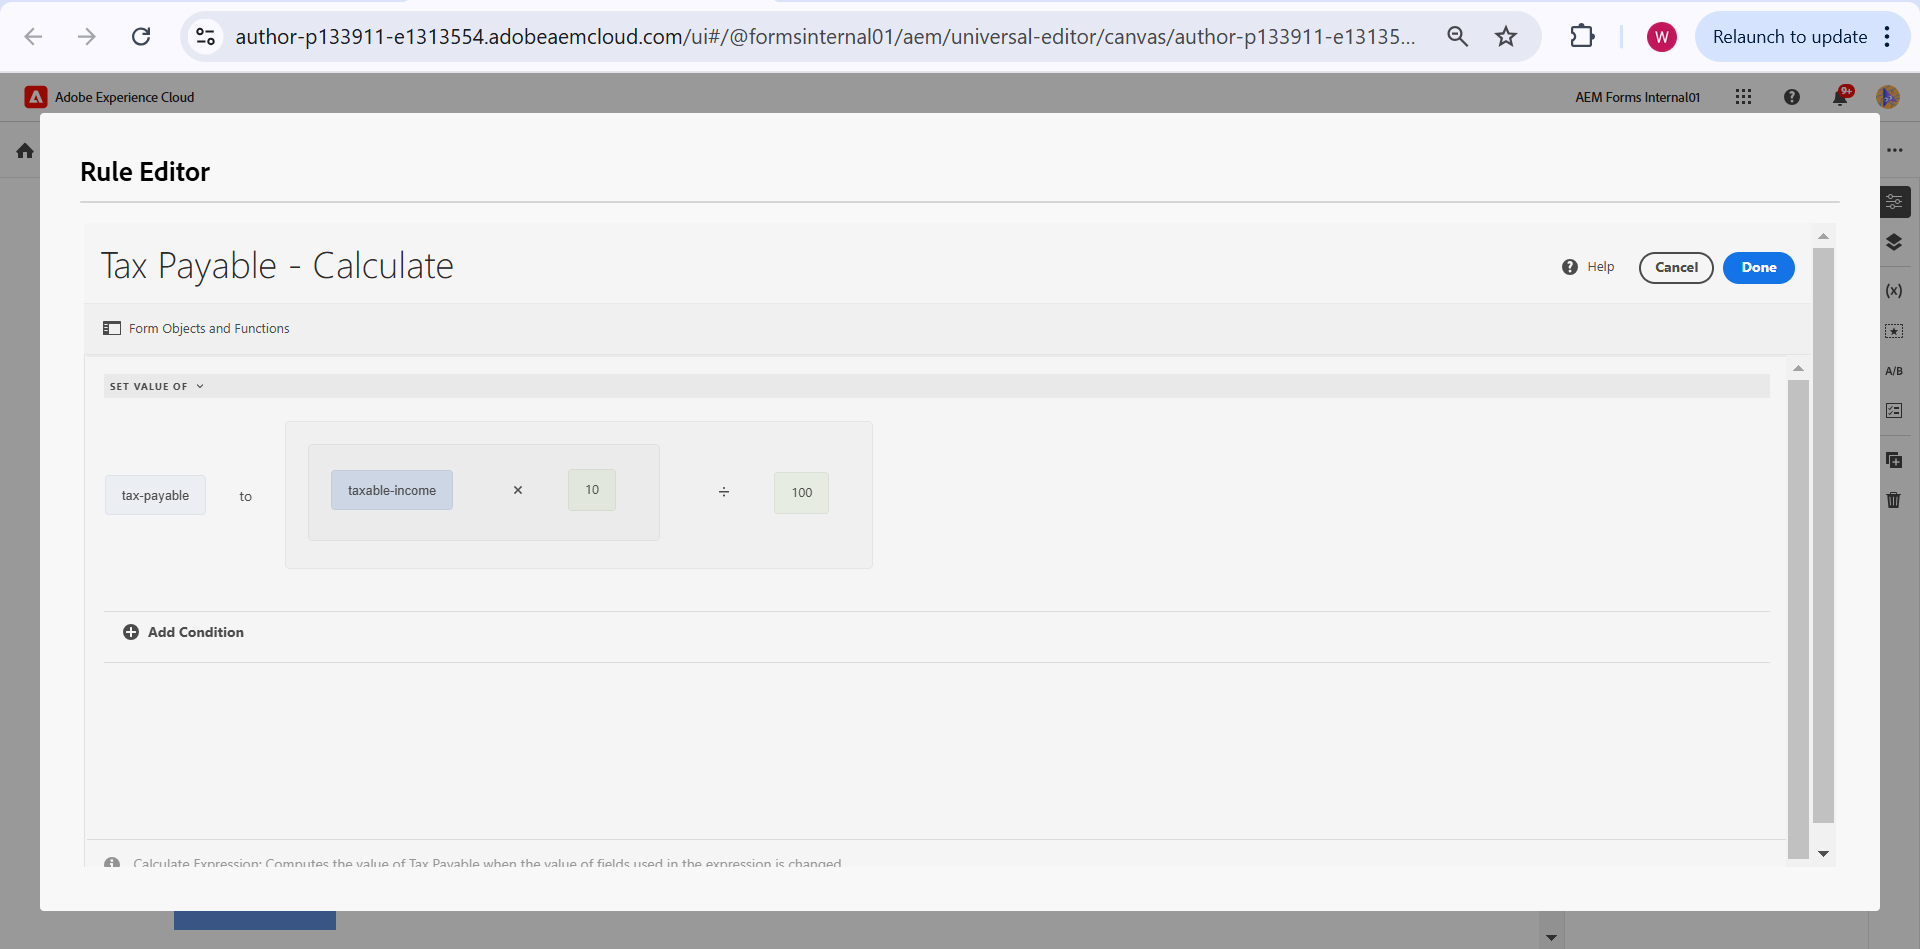 author-p133911-e1313554.adobeaemcloud.com/ui#/@formsinternal01/aem/universal-editor/canvas/author-p133911-e13135...
W
Relaunch to update
Adobe Experience Cloud
AEM Forms Internal01
9+
Rule Editor
Tax Payable - Calculate
Help
Cancel
Done
Form Objects and Functions
SET VALUE OF
(x)
A/B
tax-payable to taxable-income × 10 ÷ 100
Add Condition
Calculate Expression: Computes the value of Tax Payable when the value of fields used in the expression is changed